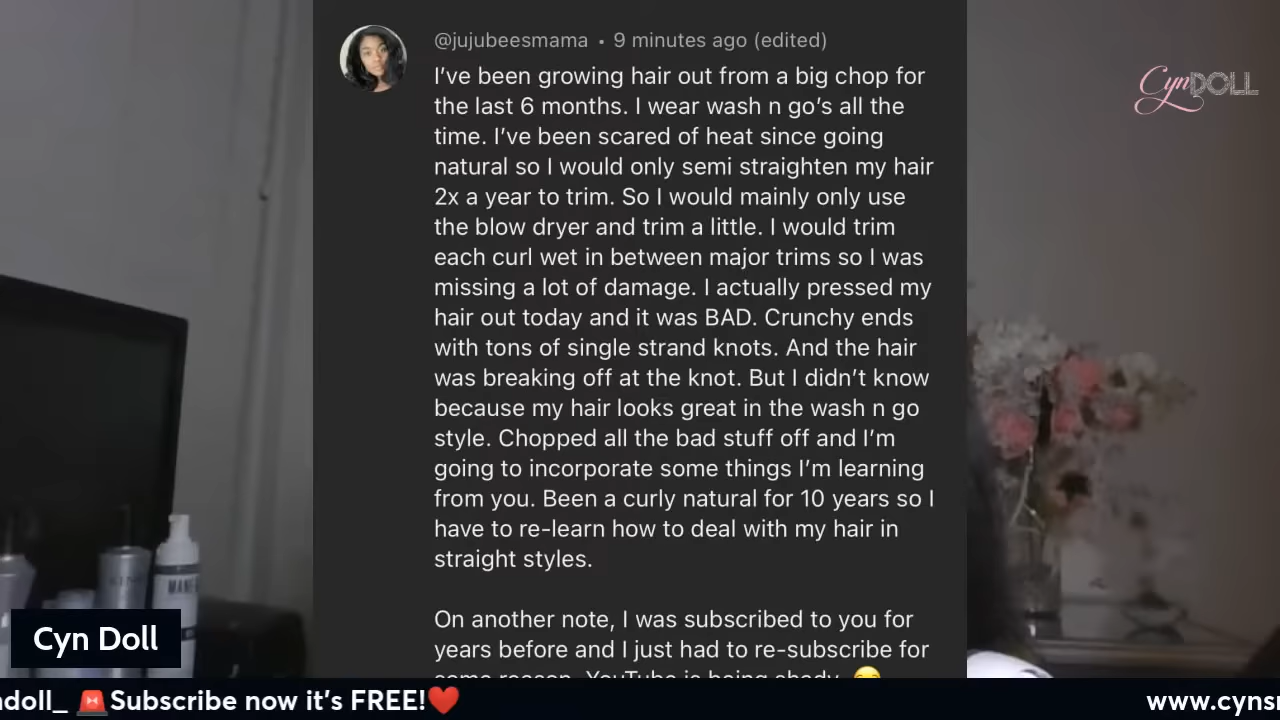 @jujubeesmama • 9 minutes ago (edited)
I’ve been growing hair out from a big chop for
the last 6 months. I wear wash n go’s all the
time. I’ve been scared of heat since going
natural so I would only semi straighten my hair
2x a year to trim. So I would mainly only use
the blow dryer and trim a little. I would trim
each curl wet in between major trims so I was
missing a lot of damage. I actually pressed my
hair out today and it was BAD. Crunchy ends
with tons of single strand knots. And the hair
was breaking off at the knot. But I didn’t know
because my hair looks great in the wash n go
style. Chopped all the bad stuff off and I’m
going to incorporate some things I’m learning
from you. Been a curly natural for 10 years so I
have to re-learn how to deal with my hair in
straight styles.
On another note, I was subscribed to you for
years before and I just had to re-subscribe for
some reason. YouTube is being shady. 😒
CynDOLL
MANE
Cyn Doll
doll_ 🚨Subscribe now it’s FREE!❤️
www.cyns